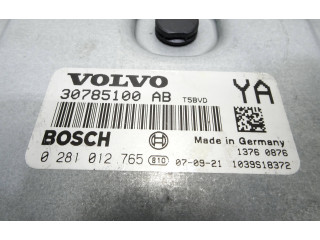 VOLVO
30785100 AB T5BVD YA
BOSCH
Made in Germany
1376 0876
0 281 012 765 810 07-09-21 1039S18372